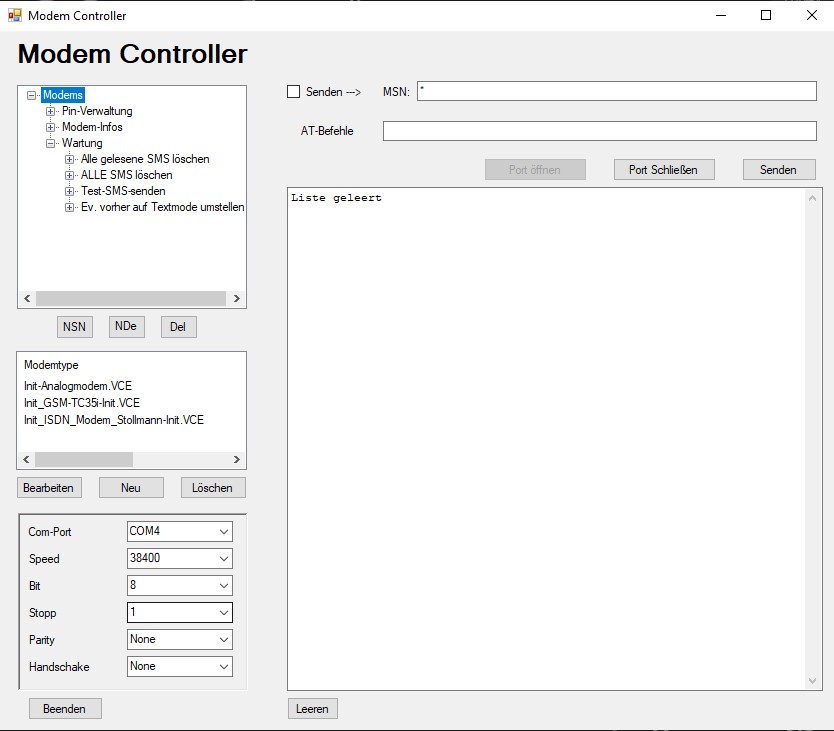 Modem Controller
Modem Controller
Modems
Pin-Verwaltung
Modem-Infos
Wartung
Alle gelesene SMS löschen
ALLE SMS löschen
Test-SMS-senden
Ev. vorher auf Textmode umstellen
NSN NDe Del
Modemtype
Init-Analogmodem.VCE
Init_GSM-TC35i-Init.VCE
Init_ISDN_Modem_Stollmann-Init.VCE
Bearbeiten Neu Löschen
Com-Port COM4
Speed 38400
Bit 8
Stopp 1
Parity None
Handschake None
Beenden
Senden ---> MSN: *
AT-Befehle
Port öffnen Port Schließen Senden
Liste geleert
Leeren